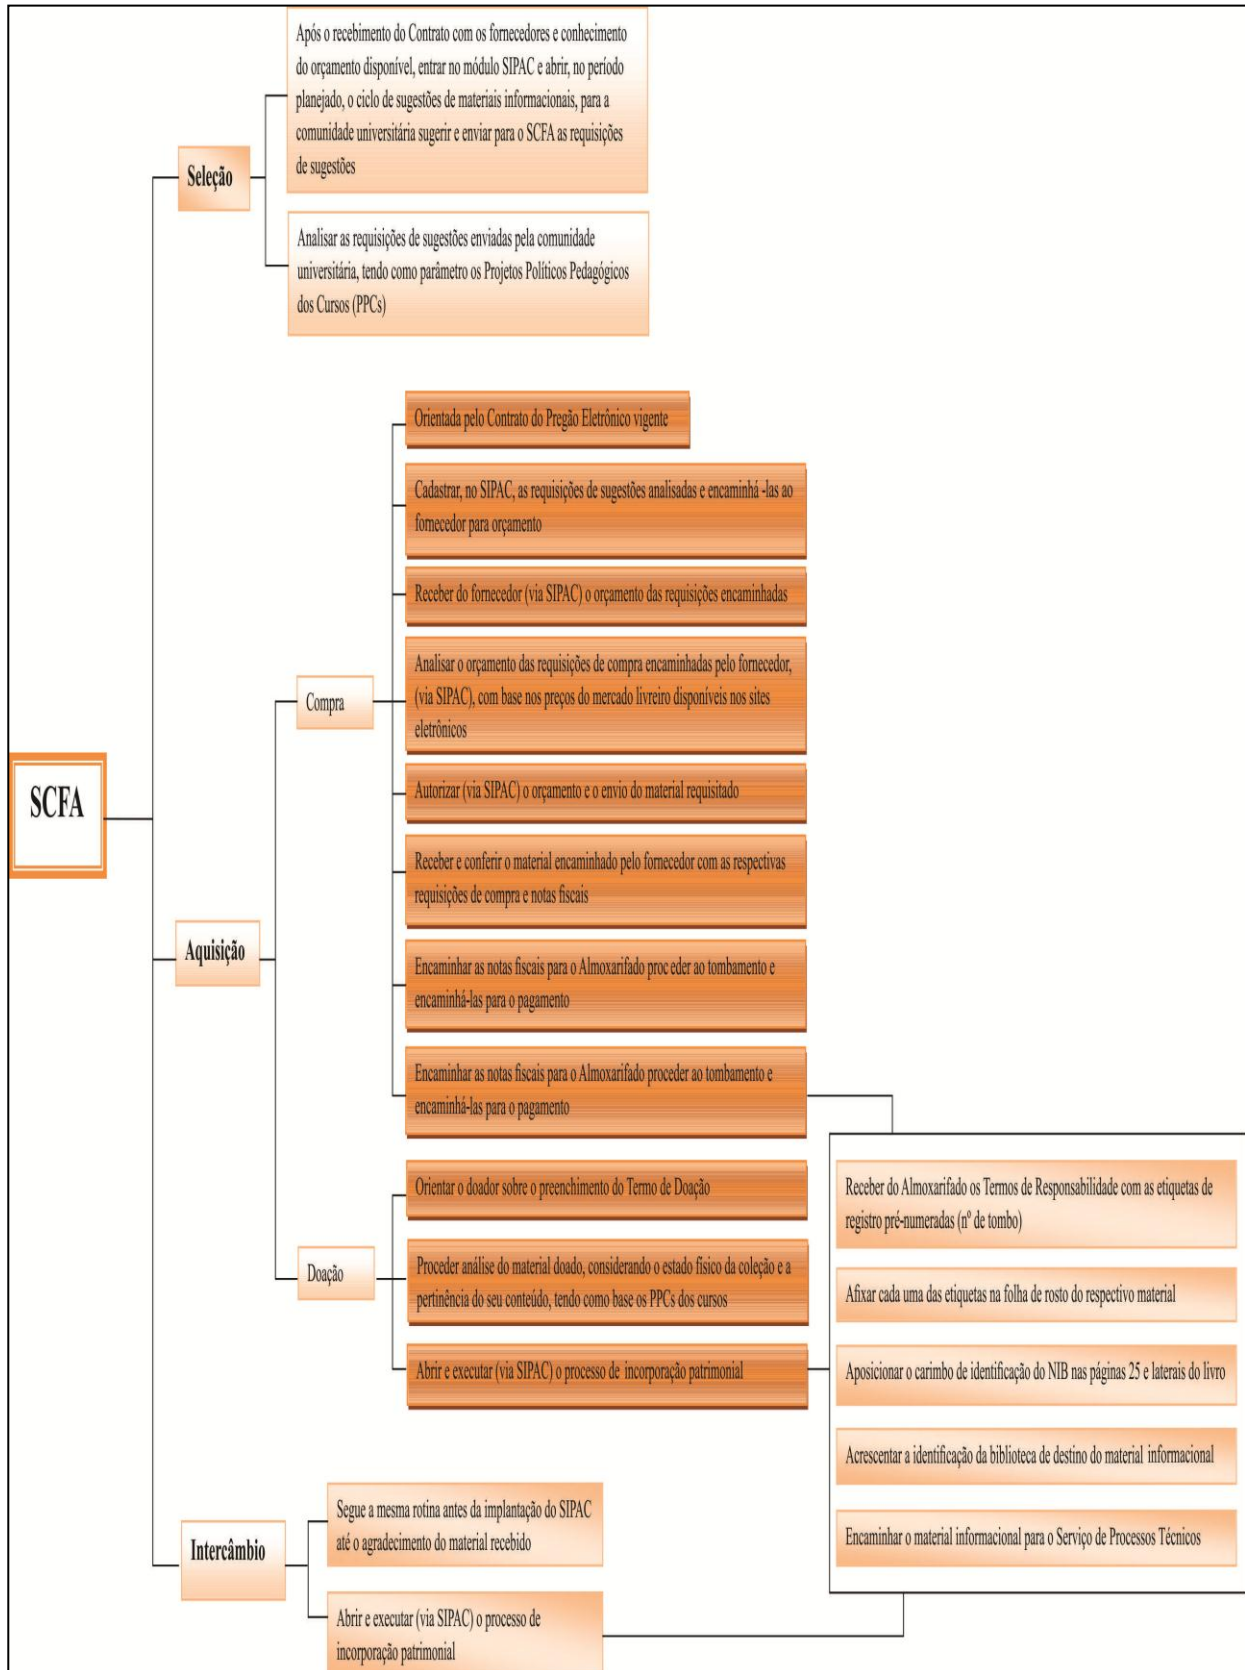 SCFA
Seleção
Após o recebimento do Contrato com os fornecedores e conhecimento
do orçamento disponível, entrar no módulo SIPAC e abrir, no período
planejado, o ciclo de sugestões de materiais informacionais, para a
comunidade universitária sugerir e enviar para o SCFA as requisições
de sugestões
Analisar as requisições de sugestões enviadas pela comunidade
universitária, tendo como parâmetro os Projetos Políticos Pedagógicos
dos Cursos (PPCs)
Aquisição
Compra
Orientada pelo Contrato do Pregão Eletrônico vigente
Cadastrar, no SIPAC, as requisições de sugestões analisadas e encaminhá -las ao
fornecedor para orçamento
Receber do fornecedor (via SIPAC) o orçamento das requisições encaminhadas
Analisar o orçamento das requisições de compra encaminhadas pelo fornecedor,
(via SIPAC), com base nos preços do mercado livreiro disponíveis nos sites
eletrônicos
Autorizar (via SIPAC) o orçamento e o envio do material requisitado
Receber e conferir o material encaminhado pelo fornecedor com as respectivas
requisições de compra e notas fiscais
Encaminhar as notas fiscais para o Almoxarifado proc eder ao tombamento e
encaminhá-las para o pagamento
Encaminhar as notas fiscais para o Almoxarifado proceder ao tombamento e
encaminhá-las para o pagamento
Doação
Orientar o doador sobre o preenchimento do Termo de Doação
Proceder análise do material doado, considerando o estado físico da coleção e a
pertinência do seu conteúdo, tendo como base os PPCs dos cursos
Abrir e executar (via SIPAC) o processo de incorporação patrimonial
Receber do Almoxarifado os Termos de Responsabilidade com as etiquetas de
registro pré-numeradas (nº de tombo)
Afixar cada uma das etiquetas na folha de rosto do respectivo material
Aposicionar o carimbo de identificação do NIB nas páginas 25 e laterais do livro
Acrescentar a identificação da biblioteca de destino do material informacional
Encaminhar o material informacional para o Serviço de Processos Técnicos
Intercâmbio
Segue a mesma rotina antes da implantação do SIPAC
até o agradecimento do material recebido
Abrir e executar (via SIPAC) o processo de
incorporação patrimonial